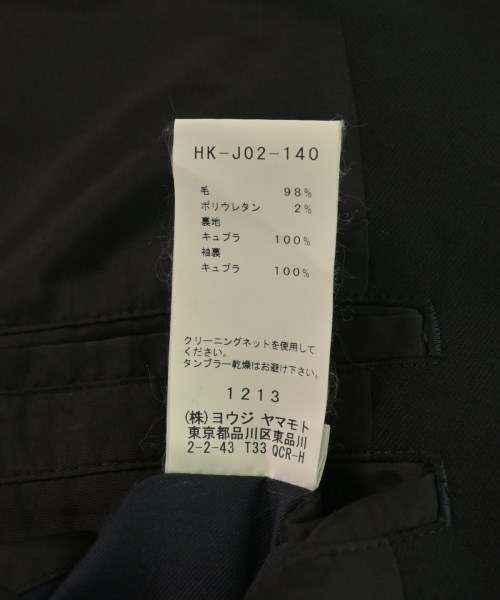 HK-J02-140
毛 98%
ポリウレタン 2%
裏地
キュプラ 100%
袖裏
キュプラ 100%
クリーニングネットを使用して
ください。
タンブラー乾燥はお避け下さい。
1213
(株)ヨウジ ヤマモト
東京都品川区東品川
2-2-43 T33 QCR-H